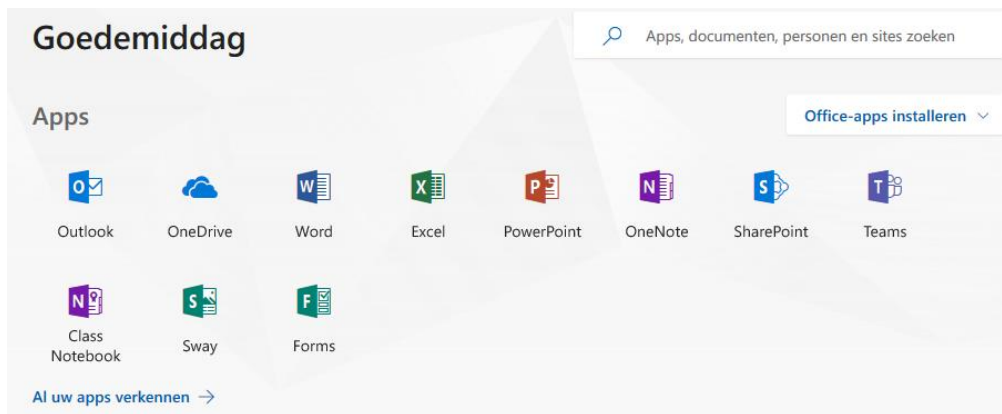 Goedemiddag
Apps, documenten, personen en sites zoeken
Apps
Office-apps installeren
Outlook OneDrive Word Excel PowerPoint OneNote SharePoint Teams
Class
Notebook Sway Forms
Al uw apps verkennen →